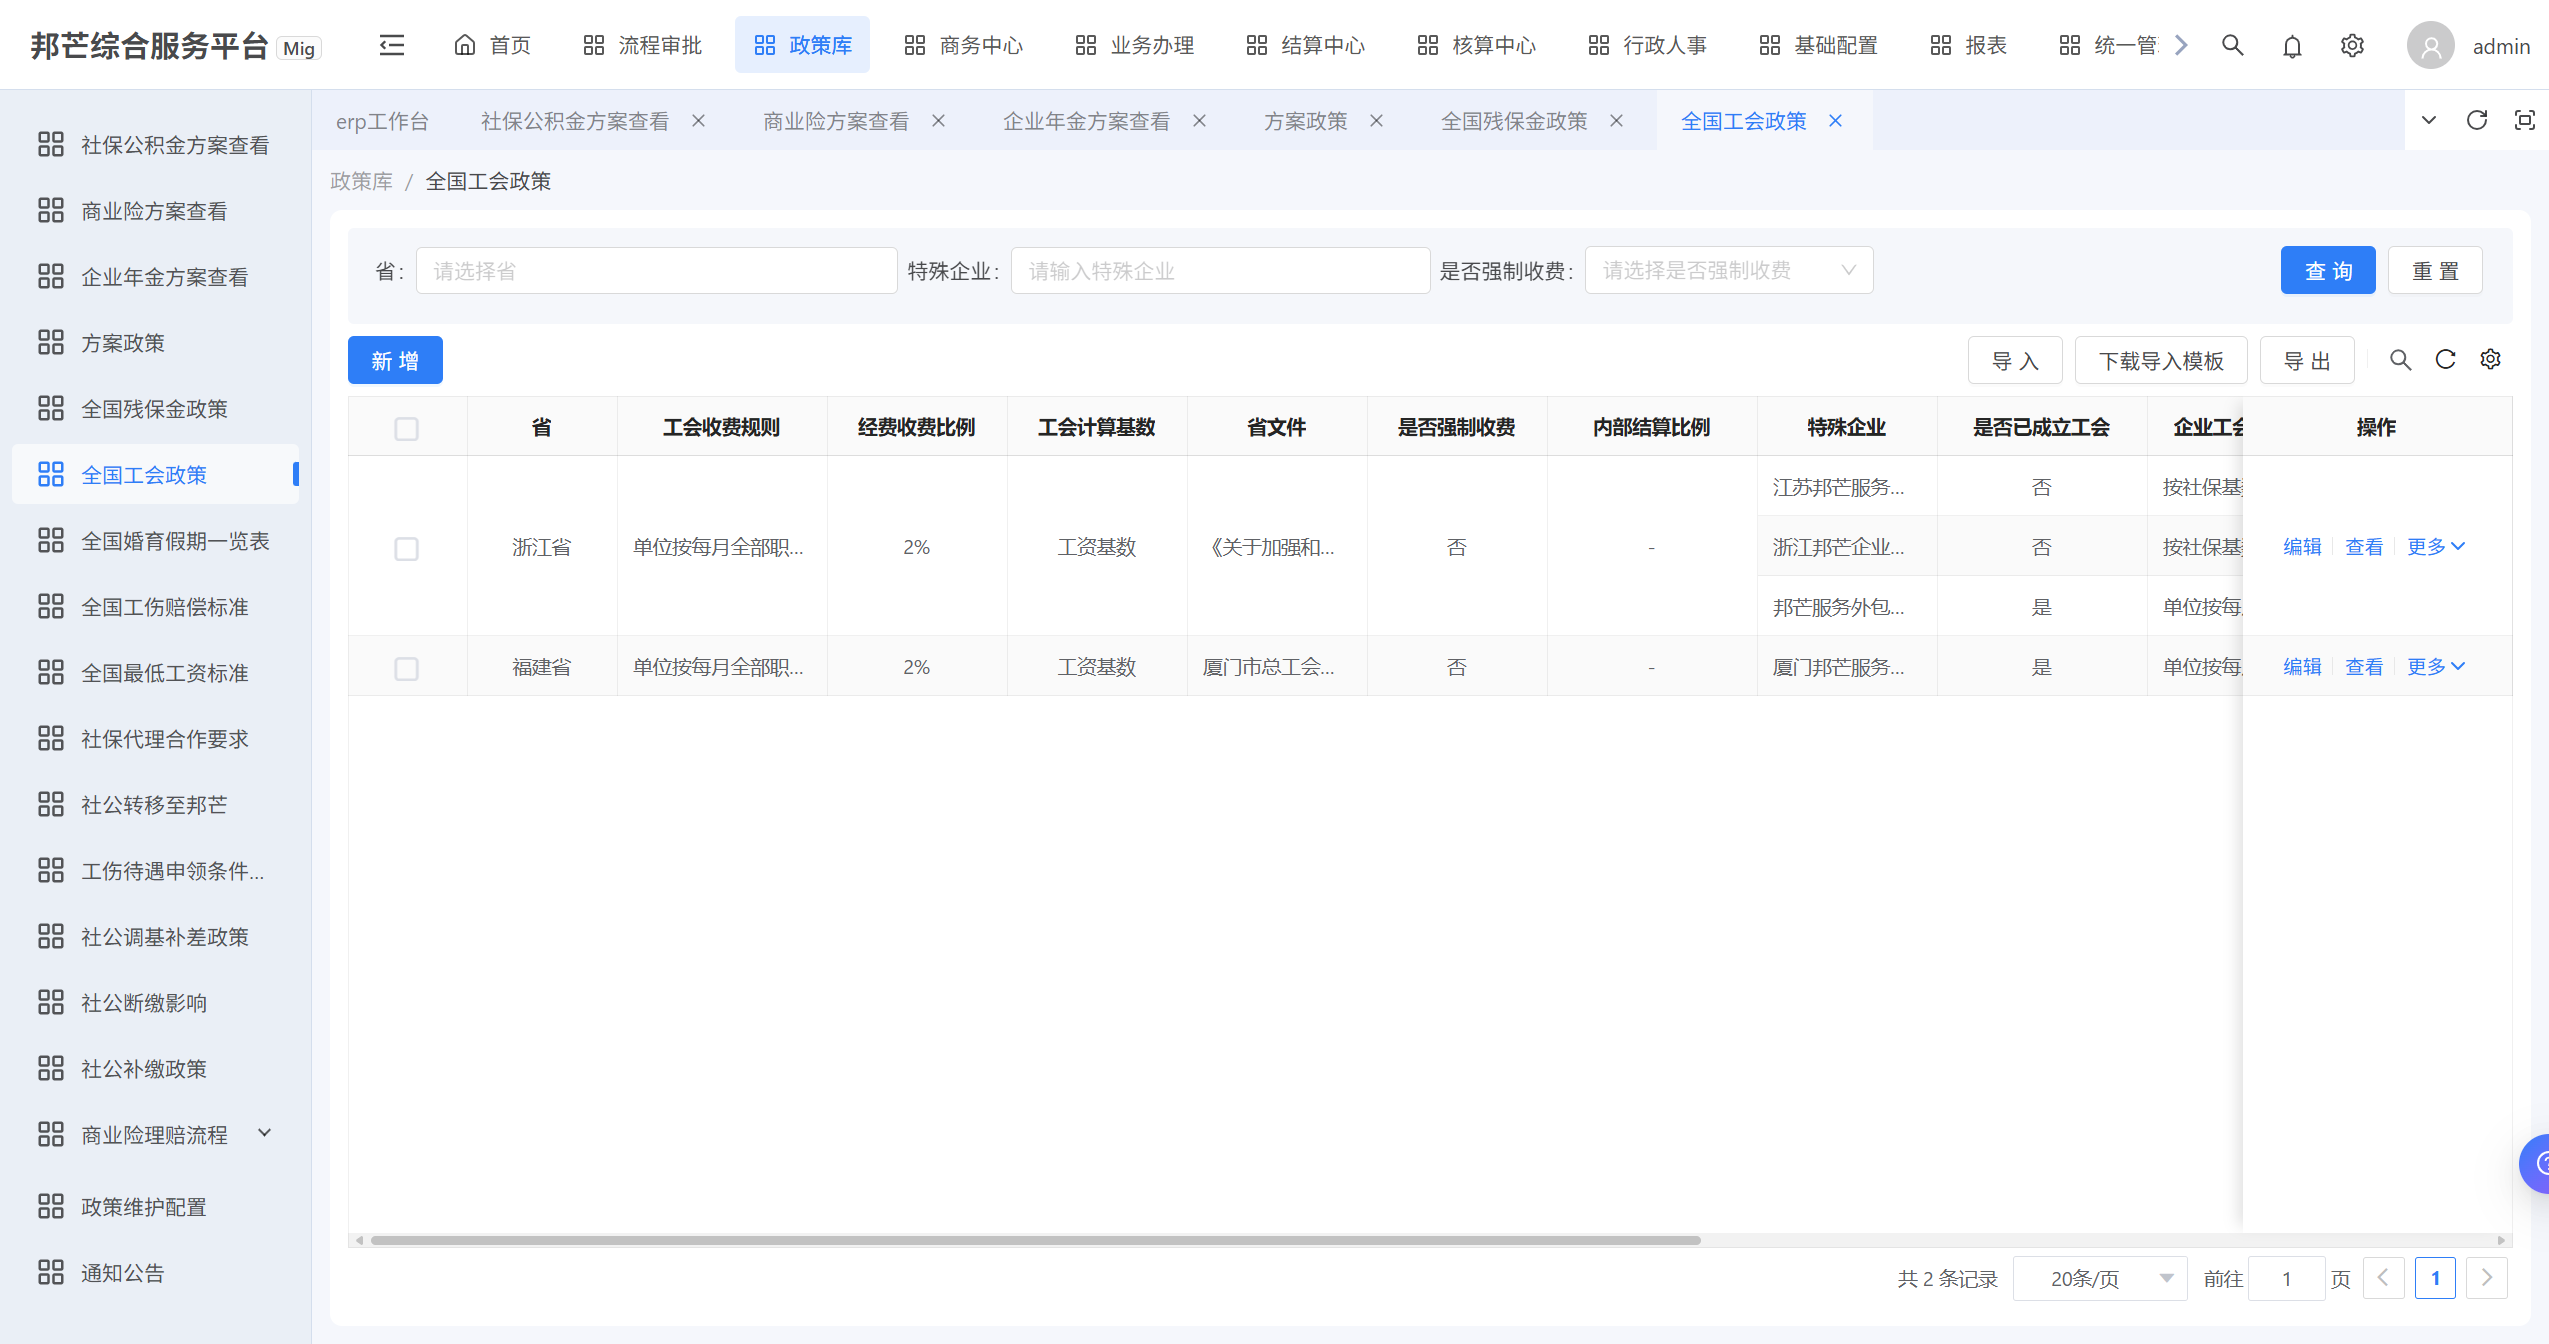 邦芒综合服务平台 Mig
首页
流程审批
政策库
商务中心
业务办理
结算中心
核算中心
行政人事
基础配置
报表
统一管
admin
社保公积金方案查看
商业险方案查看
企业年金方案查看
方案政策
全国残保金政策
全国工会政策
全国婚育假期一览表
全国工伤赔偿标准
全国最低工资标准
社保代理合作要求
社公转移至邦芒
工伤待遇申领条件...
社公调基补差政策
社公断缴影响
社公补缴政策
商业险理赔流程
政策维护配置
通知公告
erp工作台
社保公积金方案查看
商业险方案查看
企业年金方案查看
方案政策
全国残保金政策
全国工会政策
政策库 / 全国工会政策
省: 请选择省
特殊企业: 请输入特殊企业
是否强制收费: 请选择是否强制收费
查 询
重 置
新 增
导 入
下载导入模板
导 出
省 工会收费规则 经费收费比例 工会计算基数 省文件 是否强制收费 内部结算比例 特殊企业 是否已成立工会 企业工会 操作
浙江省 单位按每月全部职... 2% 工资基数 《关于加强和... 否 -
江苏邦芒服务... 否 按社保基
浙江邦芒企业... 否 按社保基
邦芒服务外包... 是 单位按每
编辑 查看 更多
福建省 单位按每月全部职... 2% 工资基数 厦门市总工会... 否 - 厦门邦芒服务... 是 单位按每
编辑 查看 更多
共 2 条记录
20条/页
前往 1 页
1